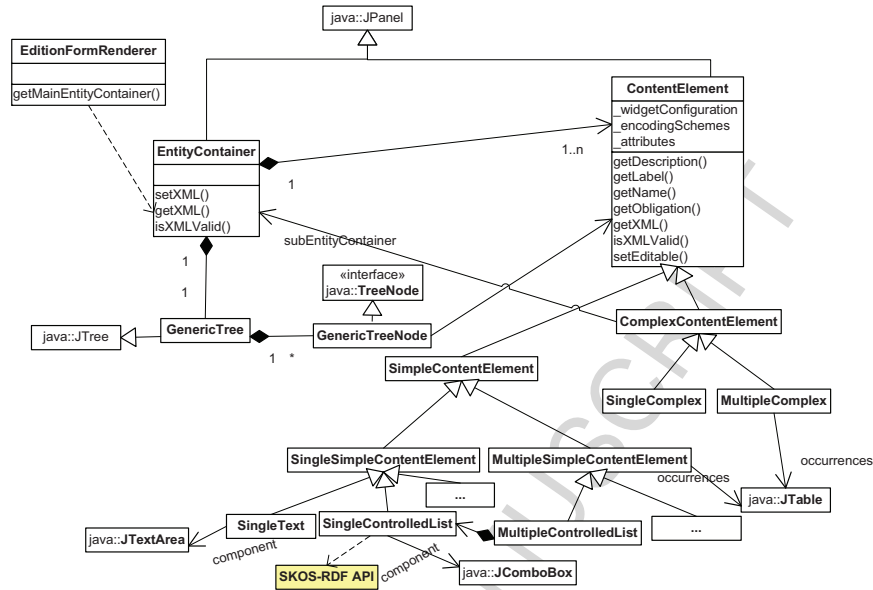 java::JPanel
EditionFormRenderer
getMainEntityContainer()
ContentElement
_widgetConfiguration
_encodingSchemes
_attributes
getDescription()
getLabel()
getName()
getObligation()
getXML()
isXMLValid()
setEditable()
EntityContainer
setXML()
getXML()
isXMLValid()
1
1..n
subEntityContainer
1
1
«interface»
java::TreeNode
java::JTree
GenericTree
GenericTreeNode
1 *
ComplexContentElement
SimpleContentElement
SingleComplex
MultipleComplex
SingleSimpleContentElement
MultipleSimpleContentElement
occurrences
occurrences
java::JTable
...
...
SingleText
SingleControlledList
MultipleControlledList
java::JTextArea
component
component
SKOS-RDF API
java::JComboBox
USCRIPT